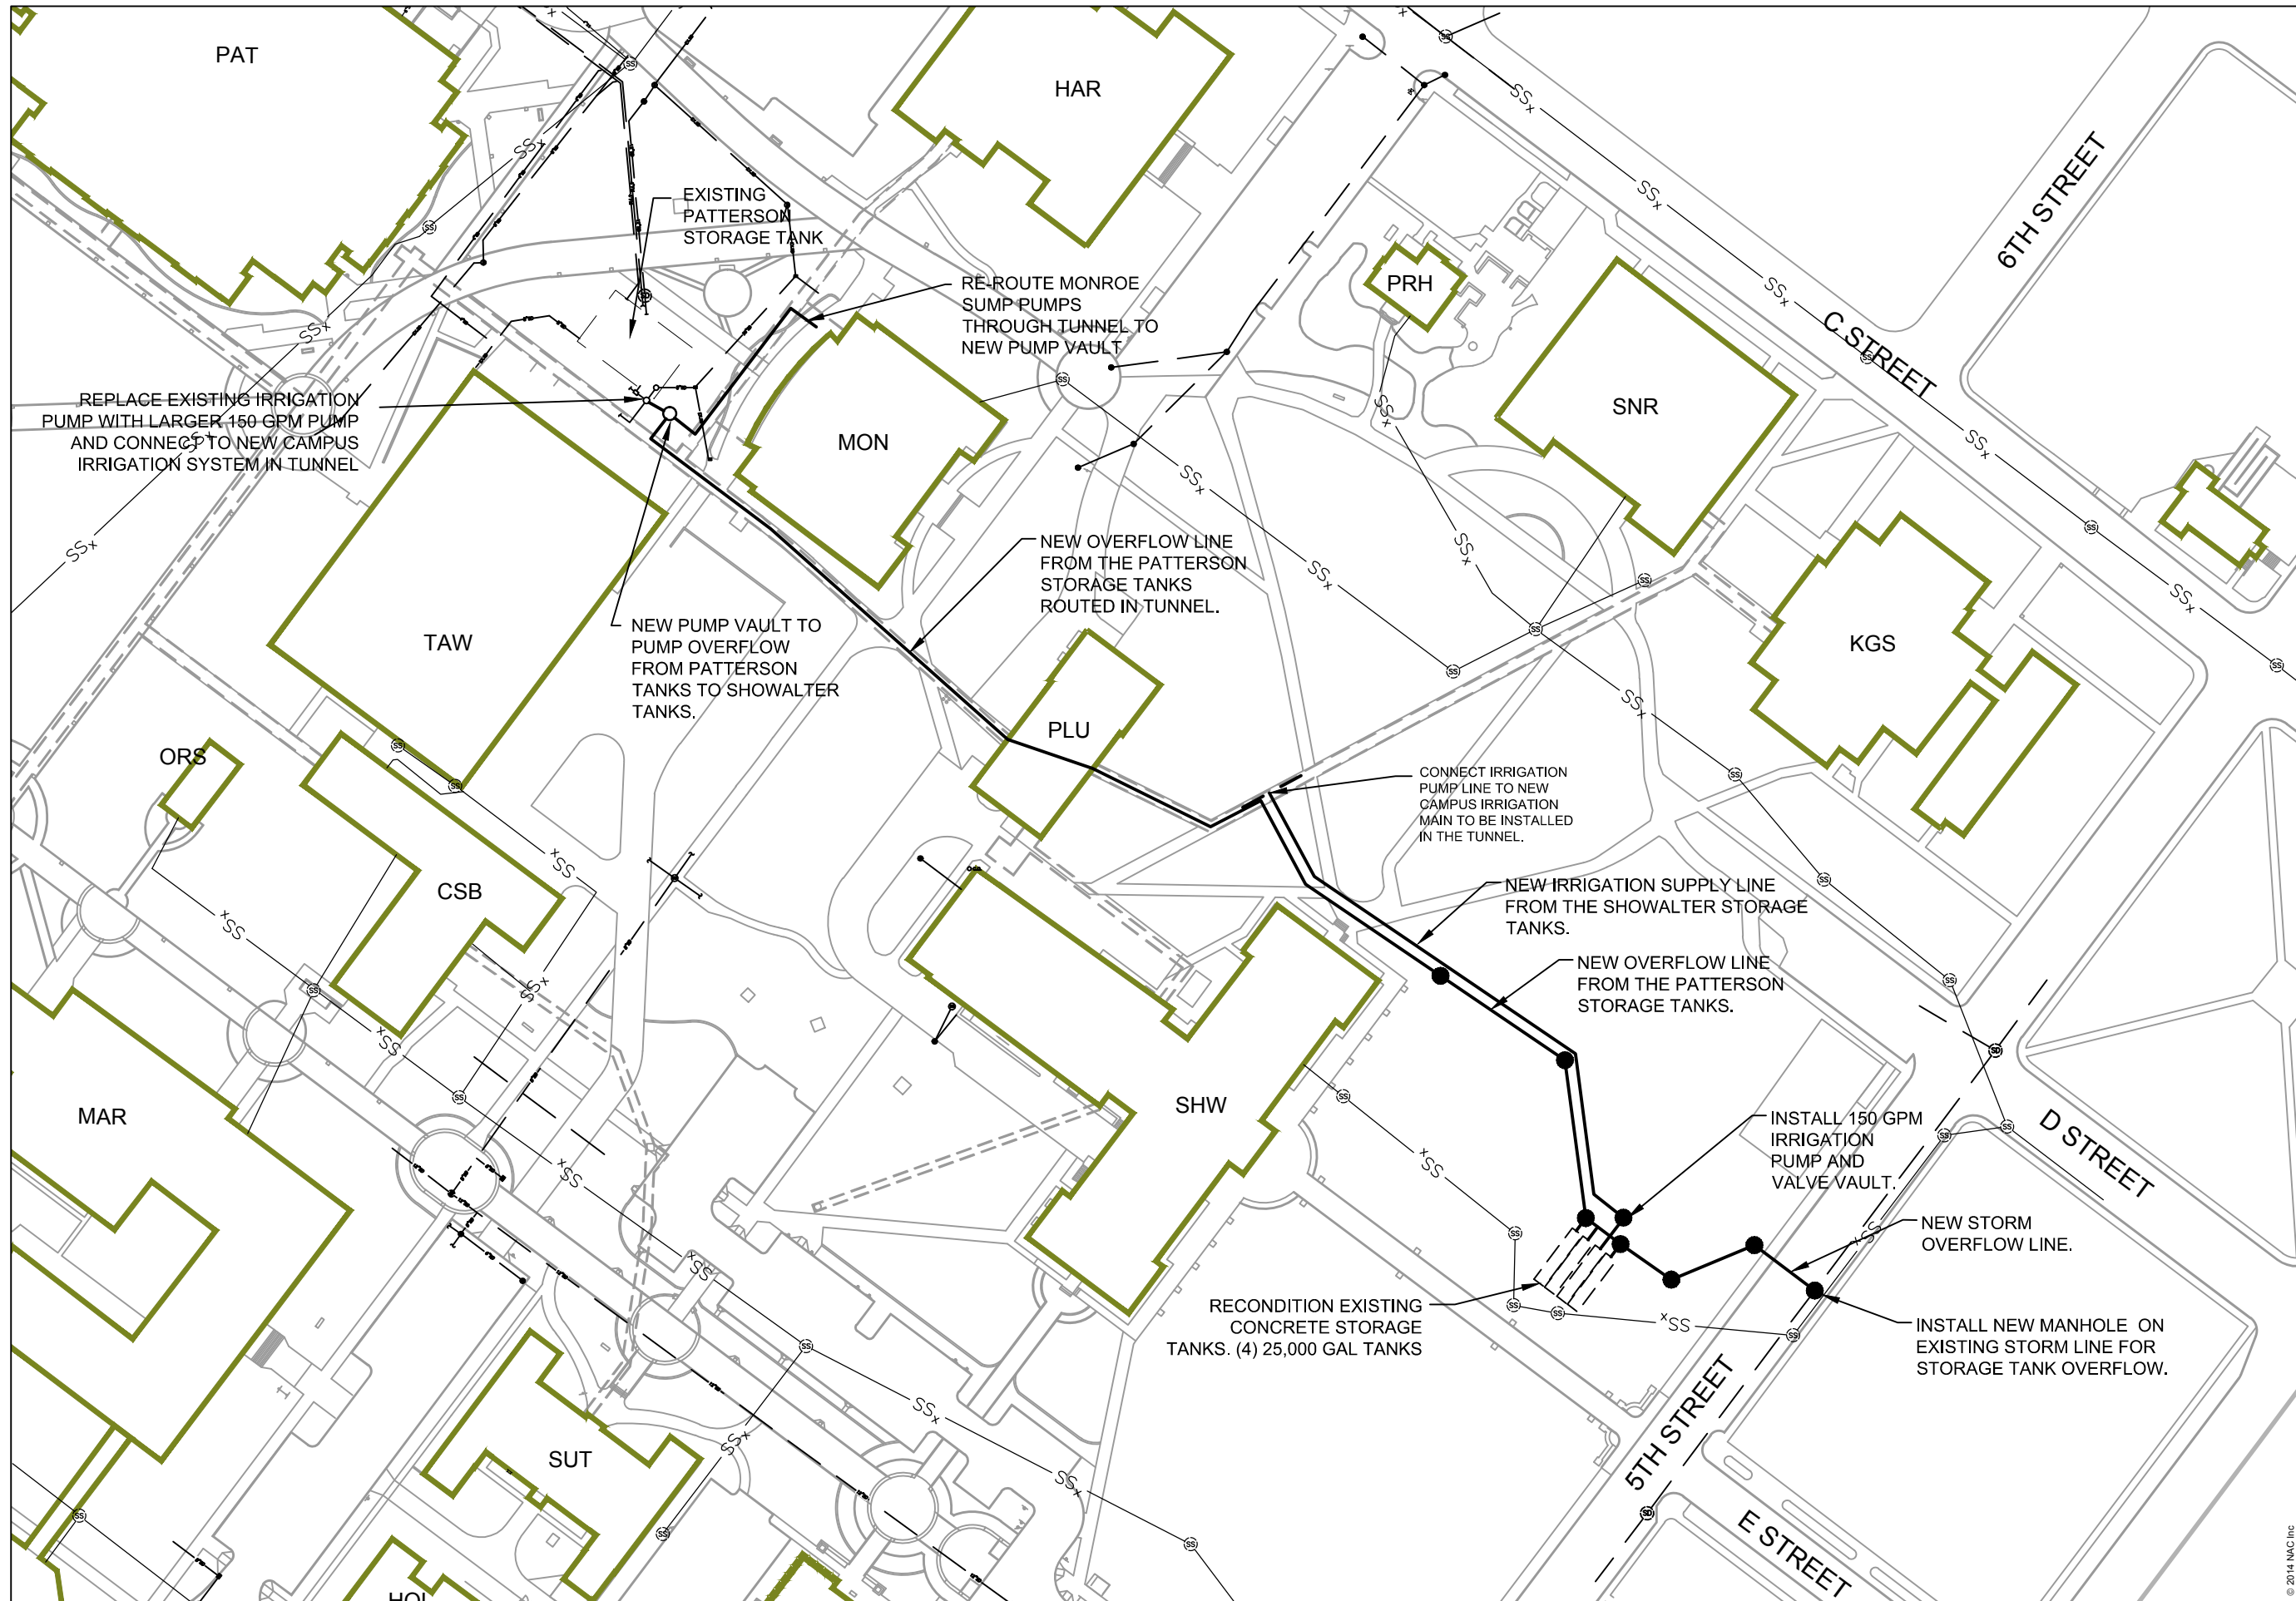 PAT
HAR
6TH STREET
EXISTING
PATTERSON
STORAGE TANK
RE-ROUTE MONROE
SUMP PUMPS
THROUGH TUNNEL TO
NEW PUMP VAULT
PRH
C STREET
SNR
REPLACE EXISTING IRRIGATION
PUMP WITH LARGER 150 GPM PUMP
AND CONNECT TO NEW CAMPUS
IRRIGATION SYSTEM IN TUNNEL
MON
NEW OVERFLOW LINE
FROM THE PATTERSON
STORAGE TANKS
ROUTED IN TUNNEL.
TAW
NEW PUMP VAULT TO
PUMP OVERFLOW
FROM PATTERSON
TANKS TO SHOWALTER
TANKS.
KGS
PLU
ORS
CONNECT IRRIGATION
PUMP LINE TO NEW
CAMPUS IRRIGATION
MAIN TO BE INSTALLED
IN THE TUNNEL.
CSB
NEW IRRIGATION SUPPLY LINE
FROM THE SHOWALTER STORAGE
TANKS.
NEW OVERFLOW LINE
FROM THE PATTERSON
STORAGE TANKS.
MAR
SHW
INSTALL 150 GPM
IRRIGATION
PUMP AND
VALVE VAULT.
D STREET
NEW STORM
OVERFLOW LINE.
RECONDITION EXISTING
CONCRETE STORAGE
TANKS. (4) 25,000 GAL TANKS
INSTALL NEW MANHOLE ON
EXISTING STORM LINE FOR
STORAGE TANK OVERFLOW.
5TH STREET
SUT
E STREET
© 2014 NAC Inc